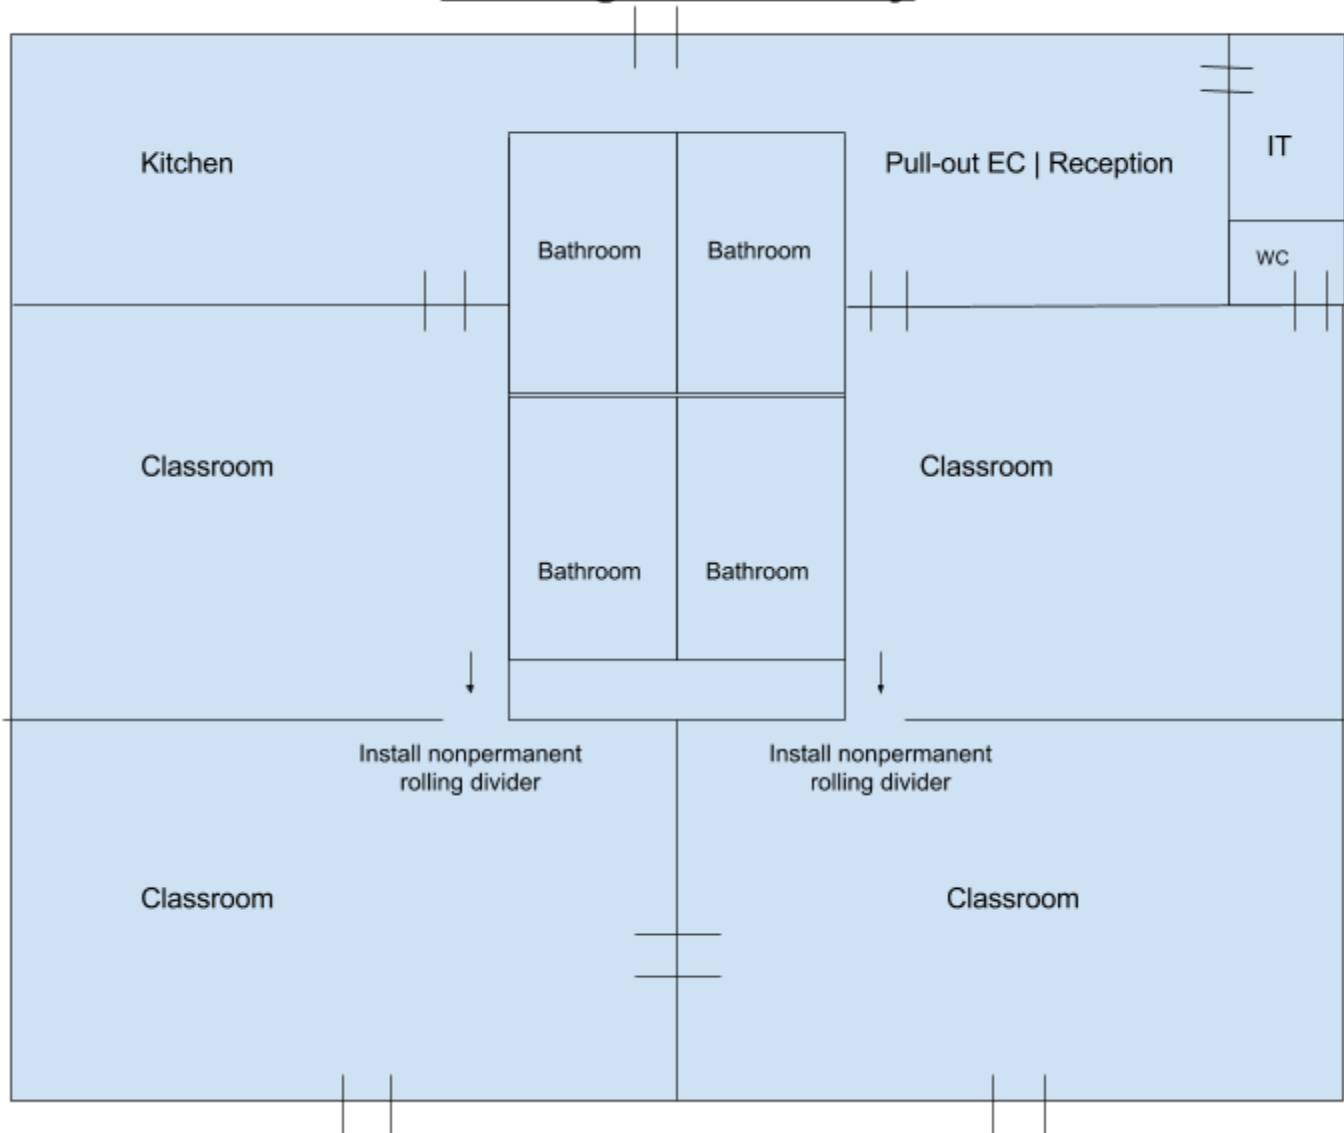 Kitchen
Pull-out EC | Reception
IT
Bathroom
Bathroom
WC
Classroom
Classroom
Bathroom
Bathroom
Install nonpermanent
rolling divider
Install nonpermanent
rolling divider
Classroom
Classroom